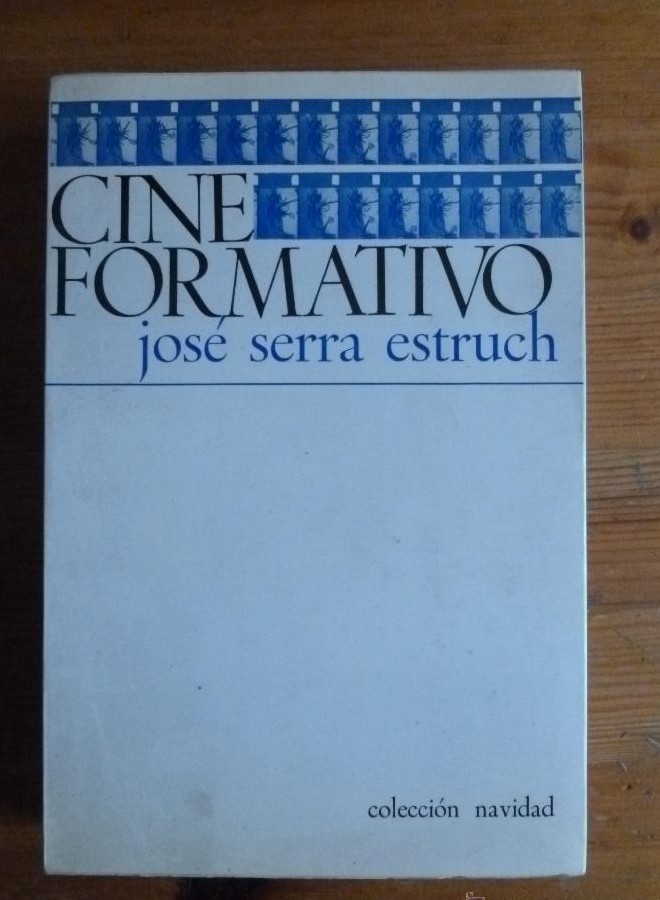 CINE
FORMATIVO
josé serra estruch
colección navidad